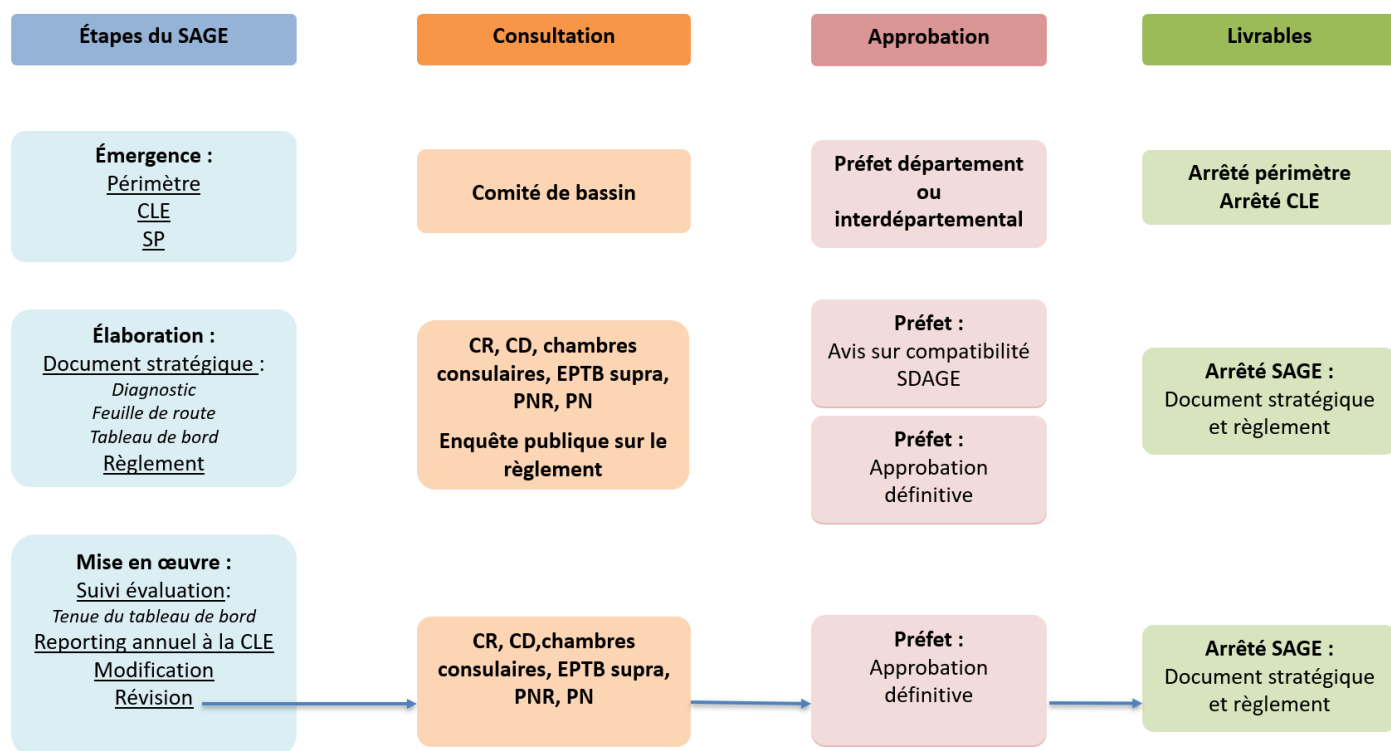 Étapes du SAGE
Consultation
Approbation
Livrables
Émergence :
Périmètre
CLE
SP
Comité de bassin
Préfet département
ou
interdépartemental
Arrêté périmètre
Arrêté CLE
Élaboration :
Document stratégique :
Diagnostic
Feuille de route
Tableau de bord
Règlement
CR, CD, chambres
consulaires, EPTB supra,
PNR, PN
Enquête publique sur le
règlement
Préfet :
Avis sur compatibilité
SDAGE
Préfet :
Approbation
définitive
Arrêté SAGE :
Document stratégique
et règlement
Mise en œuvre :
Suivi évaluation:
Tenue du tableau de bord
Reporting annuel à la CLE
Modification
Révision
CR, CD,chambres
consulaires, EPTB supra,
PNR, PN
Préfet :
Approbation
définitive
Arrêté SAGE :
Document stratégique
et règlement